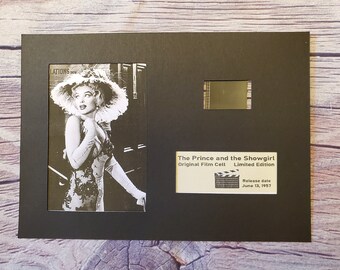 The Prince and the Showgirl
Original Film Cell Limited Edition
Release date
June 13, 1957